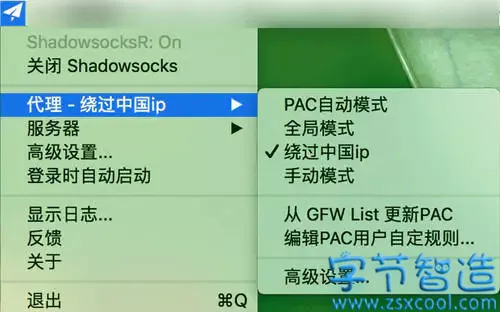 ShadowsocksR: On
关闭 Shadowsocks
代理 - 绕过中国ip
服务器
高级设置...
登录时自动启动
显示日志...
反馈
关于
退出 ⌘Q
PAC自动模式
全局模式
✓ 绕过中国ip
手动模式
从 GFW List 更新PAC
编辑PAC用户自定规则...
高级设置...
字节智造
www.zsxcool.com